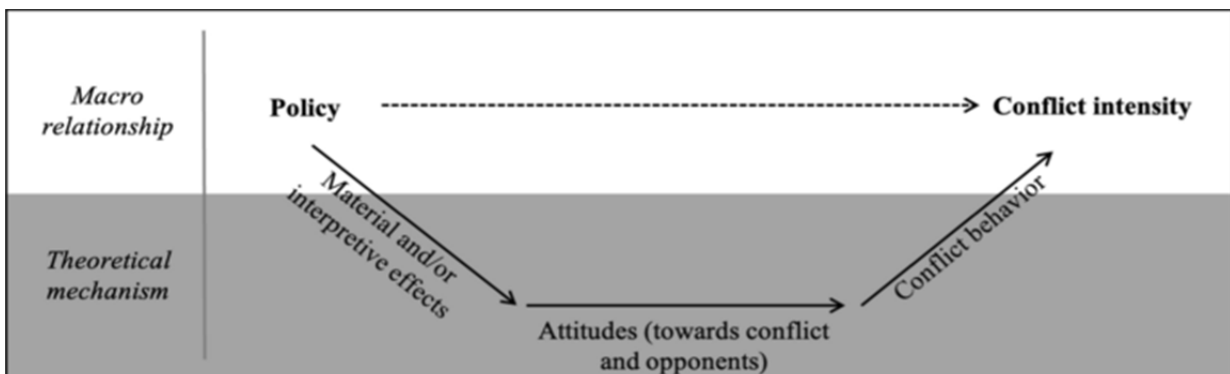 Macro
relationship
Policy
Conflict intensity
Material and/or
interpretive effects
Conflict behavior
Theoretical
mechanism
Attitudes (towards conflict
and opponents)